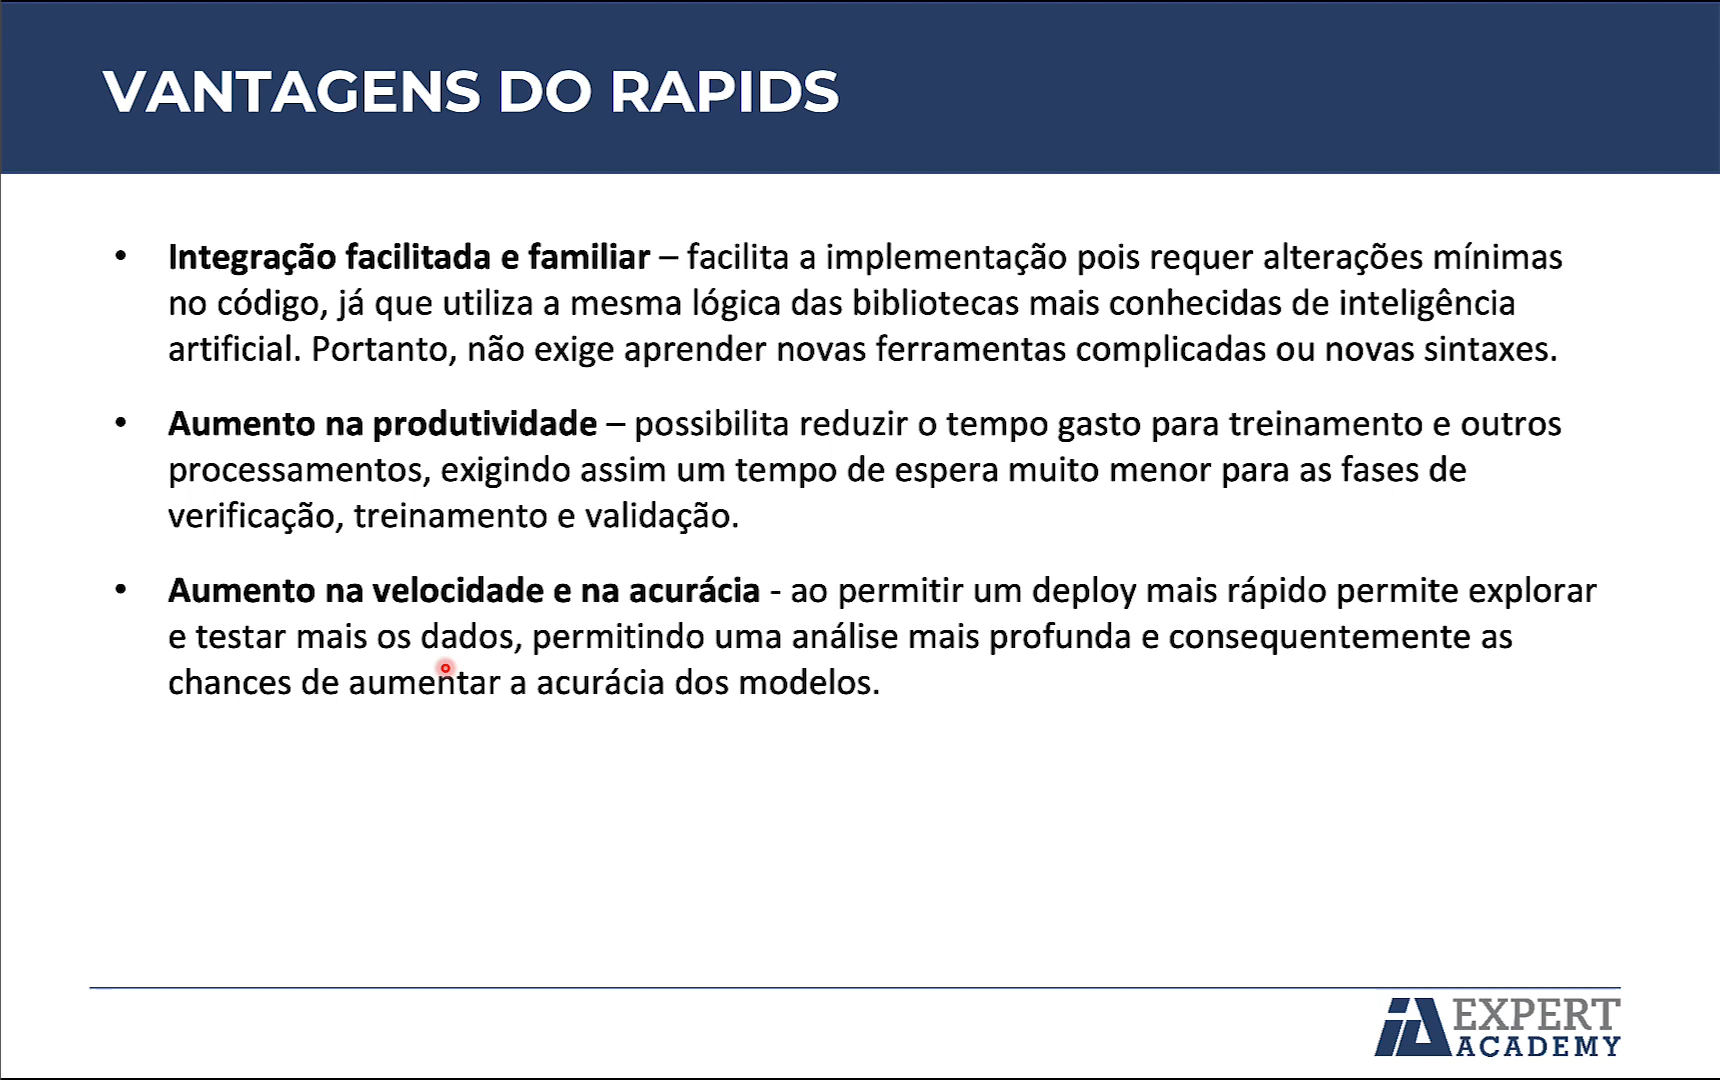 VANTAGENS DO RAPIDS
• Integração facilitada e familiar – facilita a implementação pois requer alterações mínimas
no código, já que utiliza a mesma lógica das bibliotecas mais conhecidas de inteligência
artificial. Portanto, não exige aprender novas ferramentas complicadas ou novas sintaxes.
• Aumento na produtividade – possibilita reduzir o tempo gasto para treinamento e outros
processamentos, exigindo assim um tempo de espera muito menor para as fases de
verificação, treinamento e validação.
• Aumento na velocidade e na acurácia - ao permitir um deploy mais rápido permite explorar
e testar mais os dados, permitindo uma análise mais profunda e consequentemente as
chances de aumentar a acurácia dos modelos.
IA EXPERT
ACADEMY